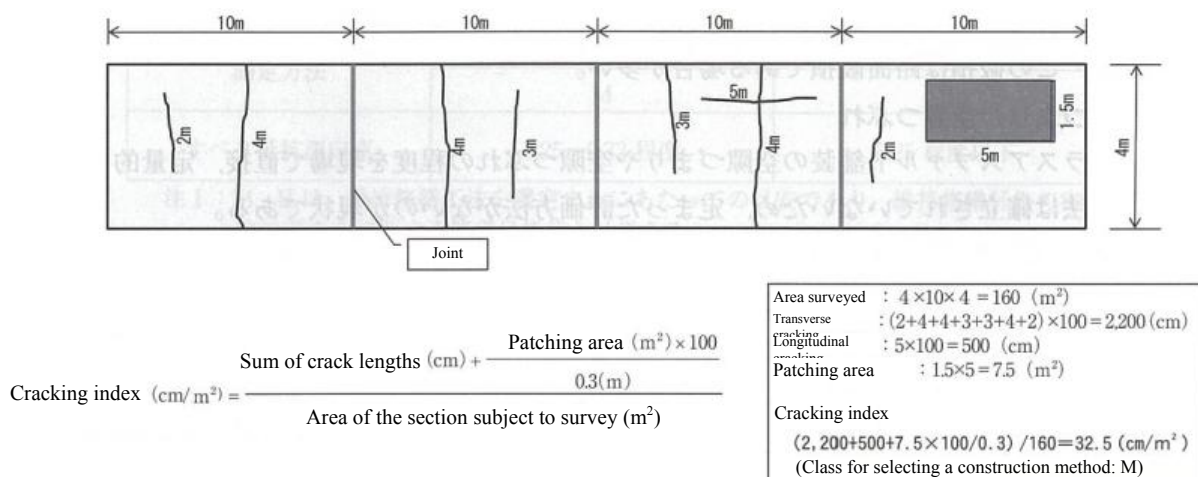 10m 10m 10m 10m
2m
4m
4m
3m
3m
5m
4m
2m
5m
1.5m
4m
Joint
Cracking index (cm/m²) =
Sum of crack lengths (cm) +
Patching area (m²) × 100
0.3(m)
Area of the section subject to survey (m²)
Area surveyed : 4×10×4=160 (m²)
Transverse cracking : (2+4+4+3+3+4+2)×100=2,200(cm)
Longitudinal cracking : 5×100=500 (cm)
Patching area : 1.5×5=7.5 (m²)
Cracking index
(2,200+500+7.5×100/0.3) /160=32.5 (cm/m²)
(Class for selecting a construction method: M)